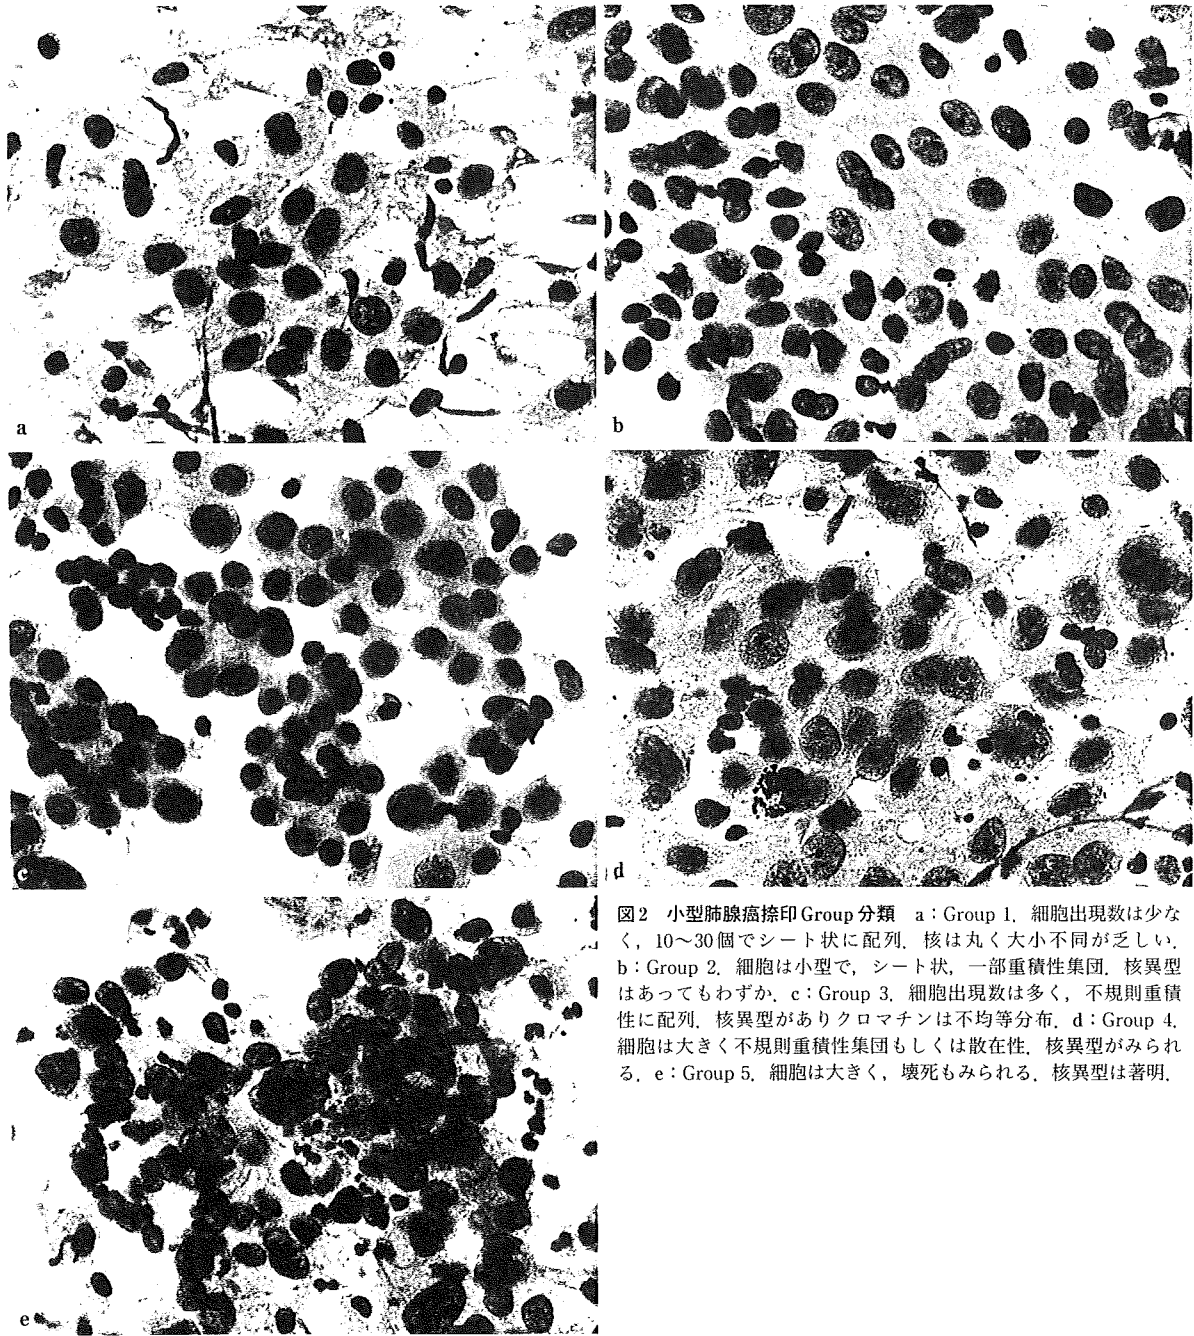 a
b
c
d
e
図2 小型肺腺癌捺印Group分類 a：Group 1．細胞出現数は少な
く，10〜30個でシート状に配列．核は丸く大小不同が乏しい．
b：Group 2．細胞は小型で，シート状，一部重積性集団．核異型
はあってもわずか．c：Group 3．細胞出現数は多く，不規則重積
性に配列．核異型がありクロマチンは不均等分布．d：Group 4．
細胞は大きく不規則重積性集団もしくは散在性．核異型がみられ
る．e：Group 5．細胞は大きく，壊死もみられる．核異型は著明．